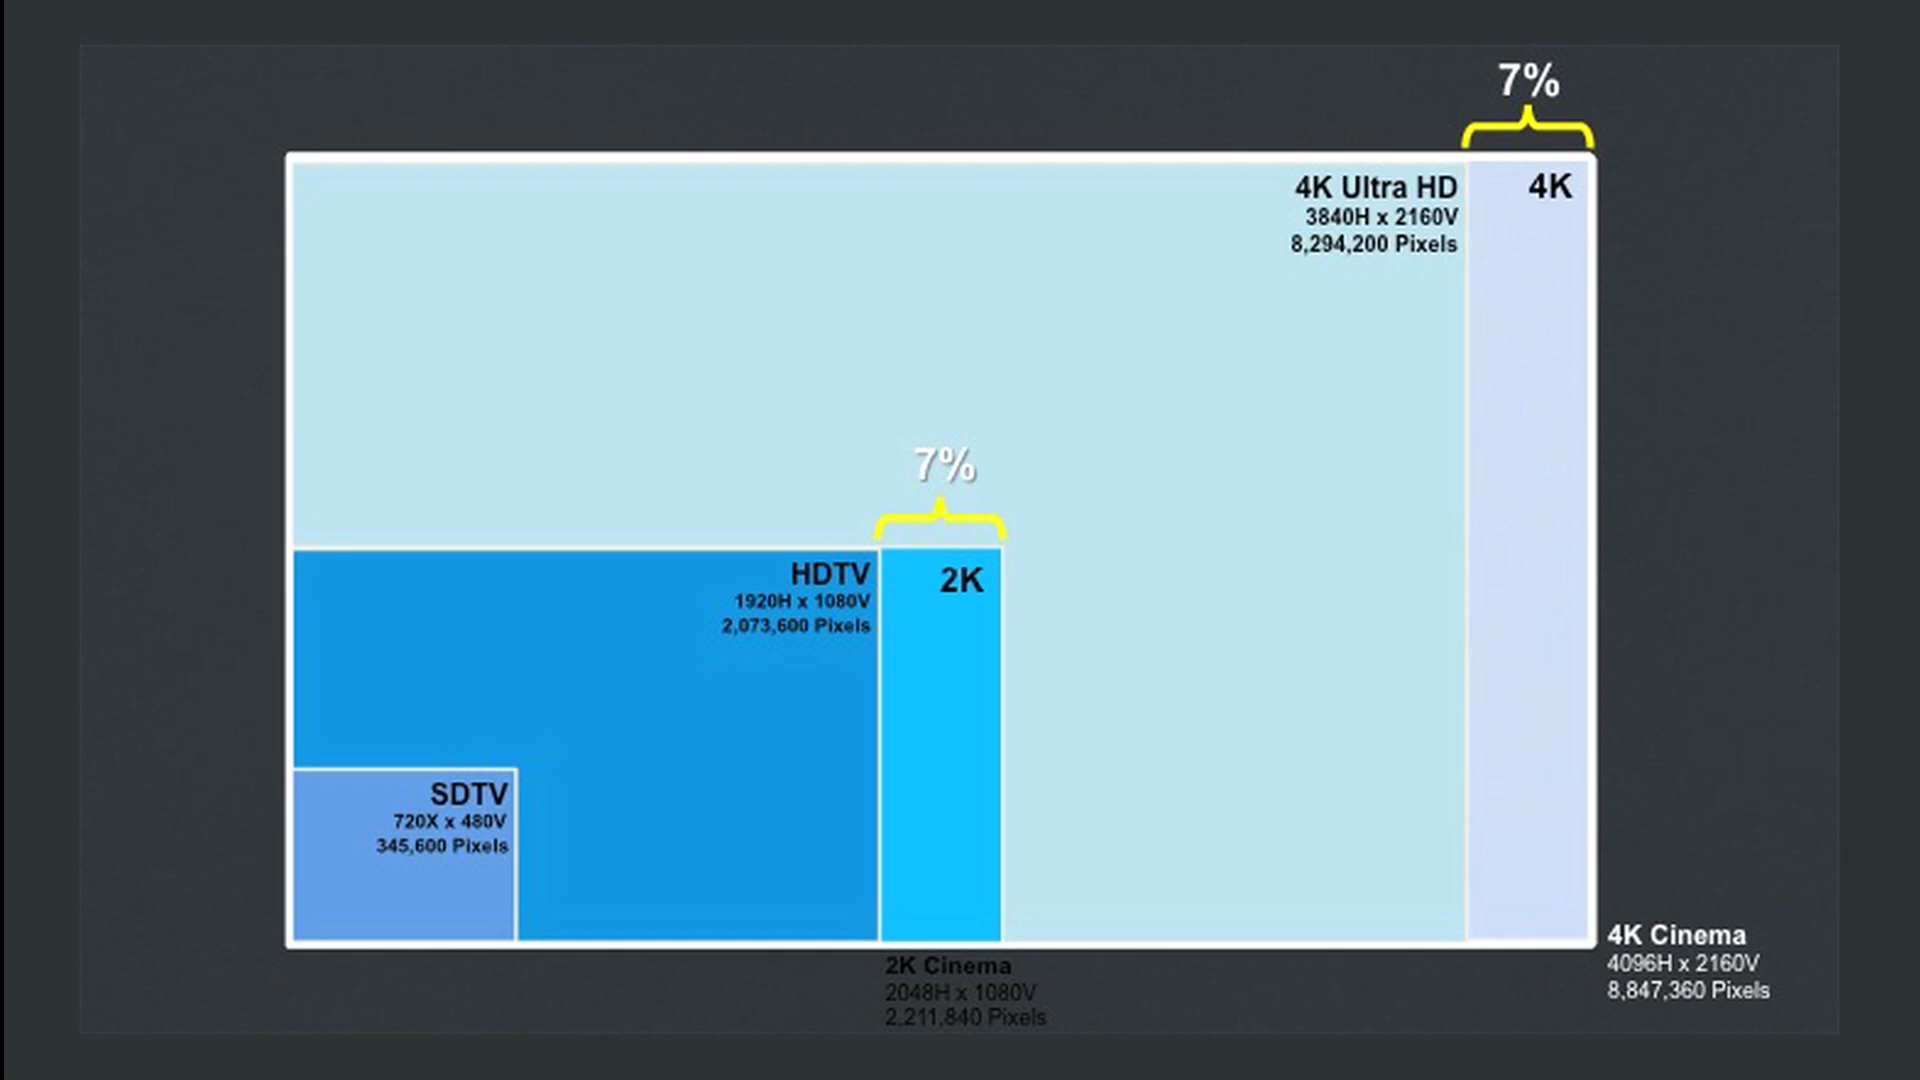 7%
4K Ultra HD
3840H x 2160V
8,294,200 Pixels
4K
7%
HDTV
1920H x 1080V
2,073,600 Pixels
2K
SDTV
720X x 480V
345,600 Pixels
4K Cinema
4096H x 2160V
8,847,360 Pixels
2K Cinema
2048H x 1080V
2,211,840 Pixels